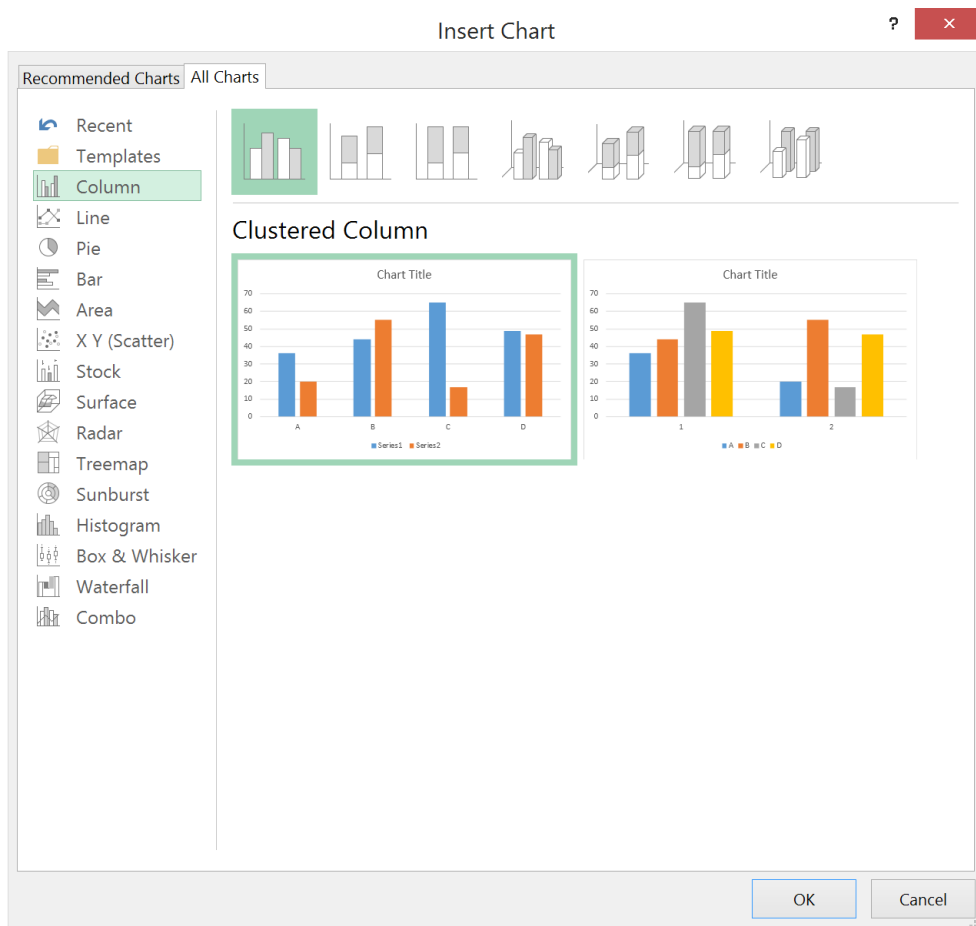 Insert Chart
?
Recommended Charts
All Charts
Recent
Templates
Column
Line
Pie
Bar
Area
X Y (Scatter)
Stock
Surface
Radar
Treemap
Sunburst
Histogram
Box & Whisker
Waterfall
Combo
Clustered Column
Chart Title
70
60
50
40
30
20
10
0
A B C D
Series1 Series2
Chart Title
70
60
50
40
30
20
10
0
1 2
A B C D
OK
Cancel